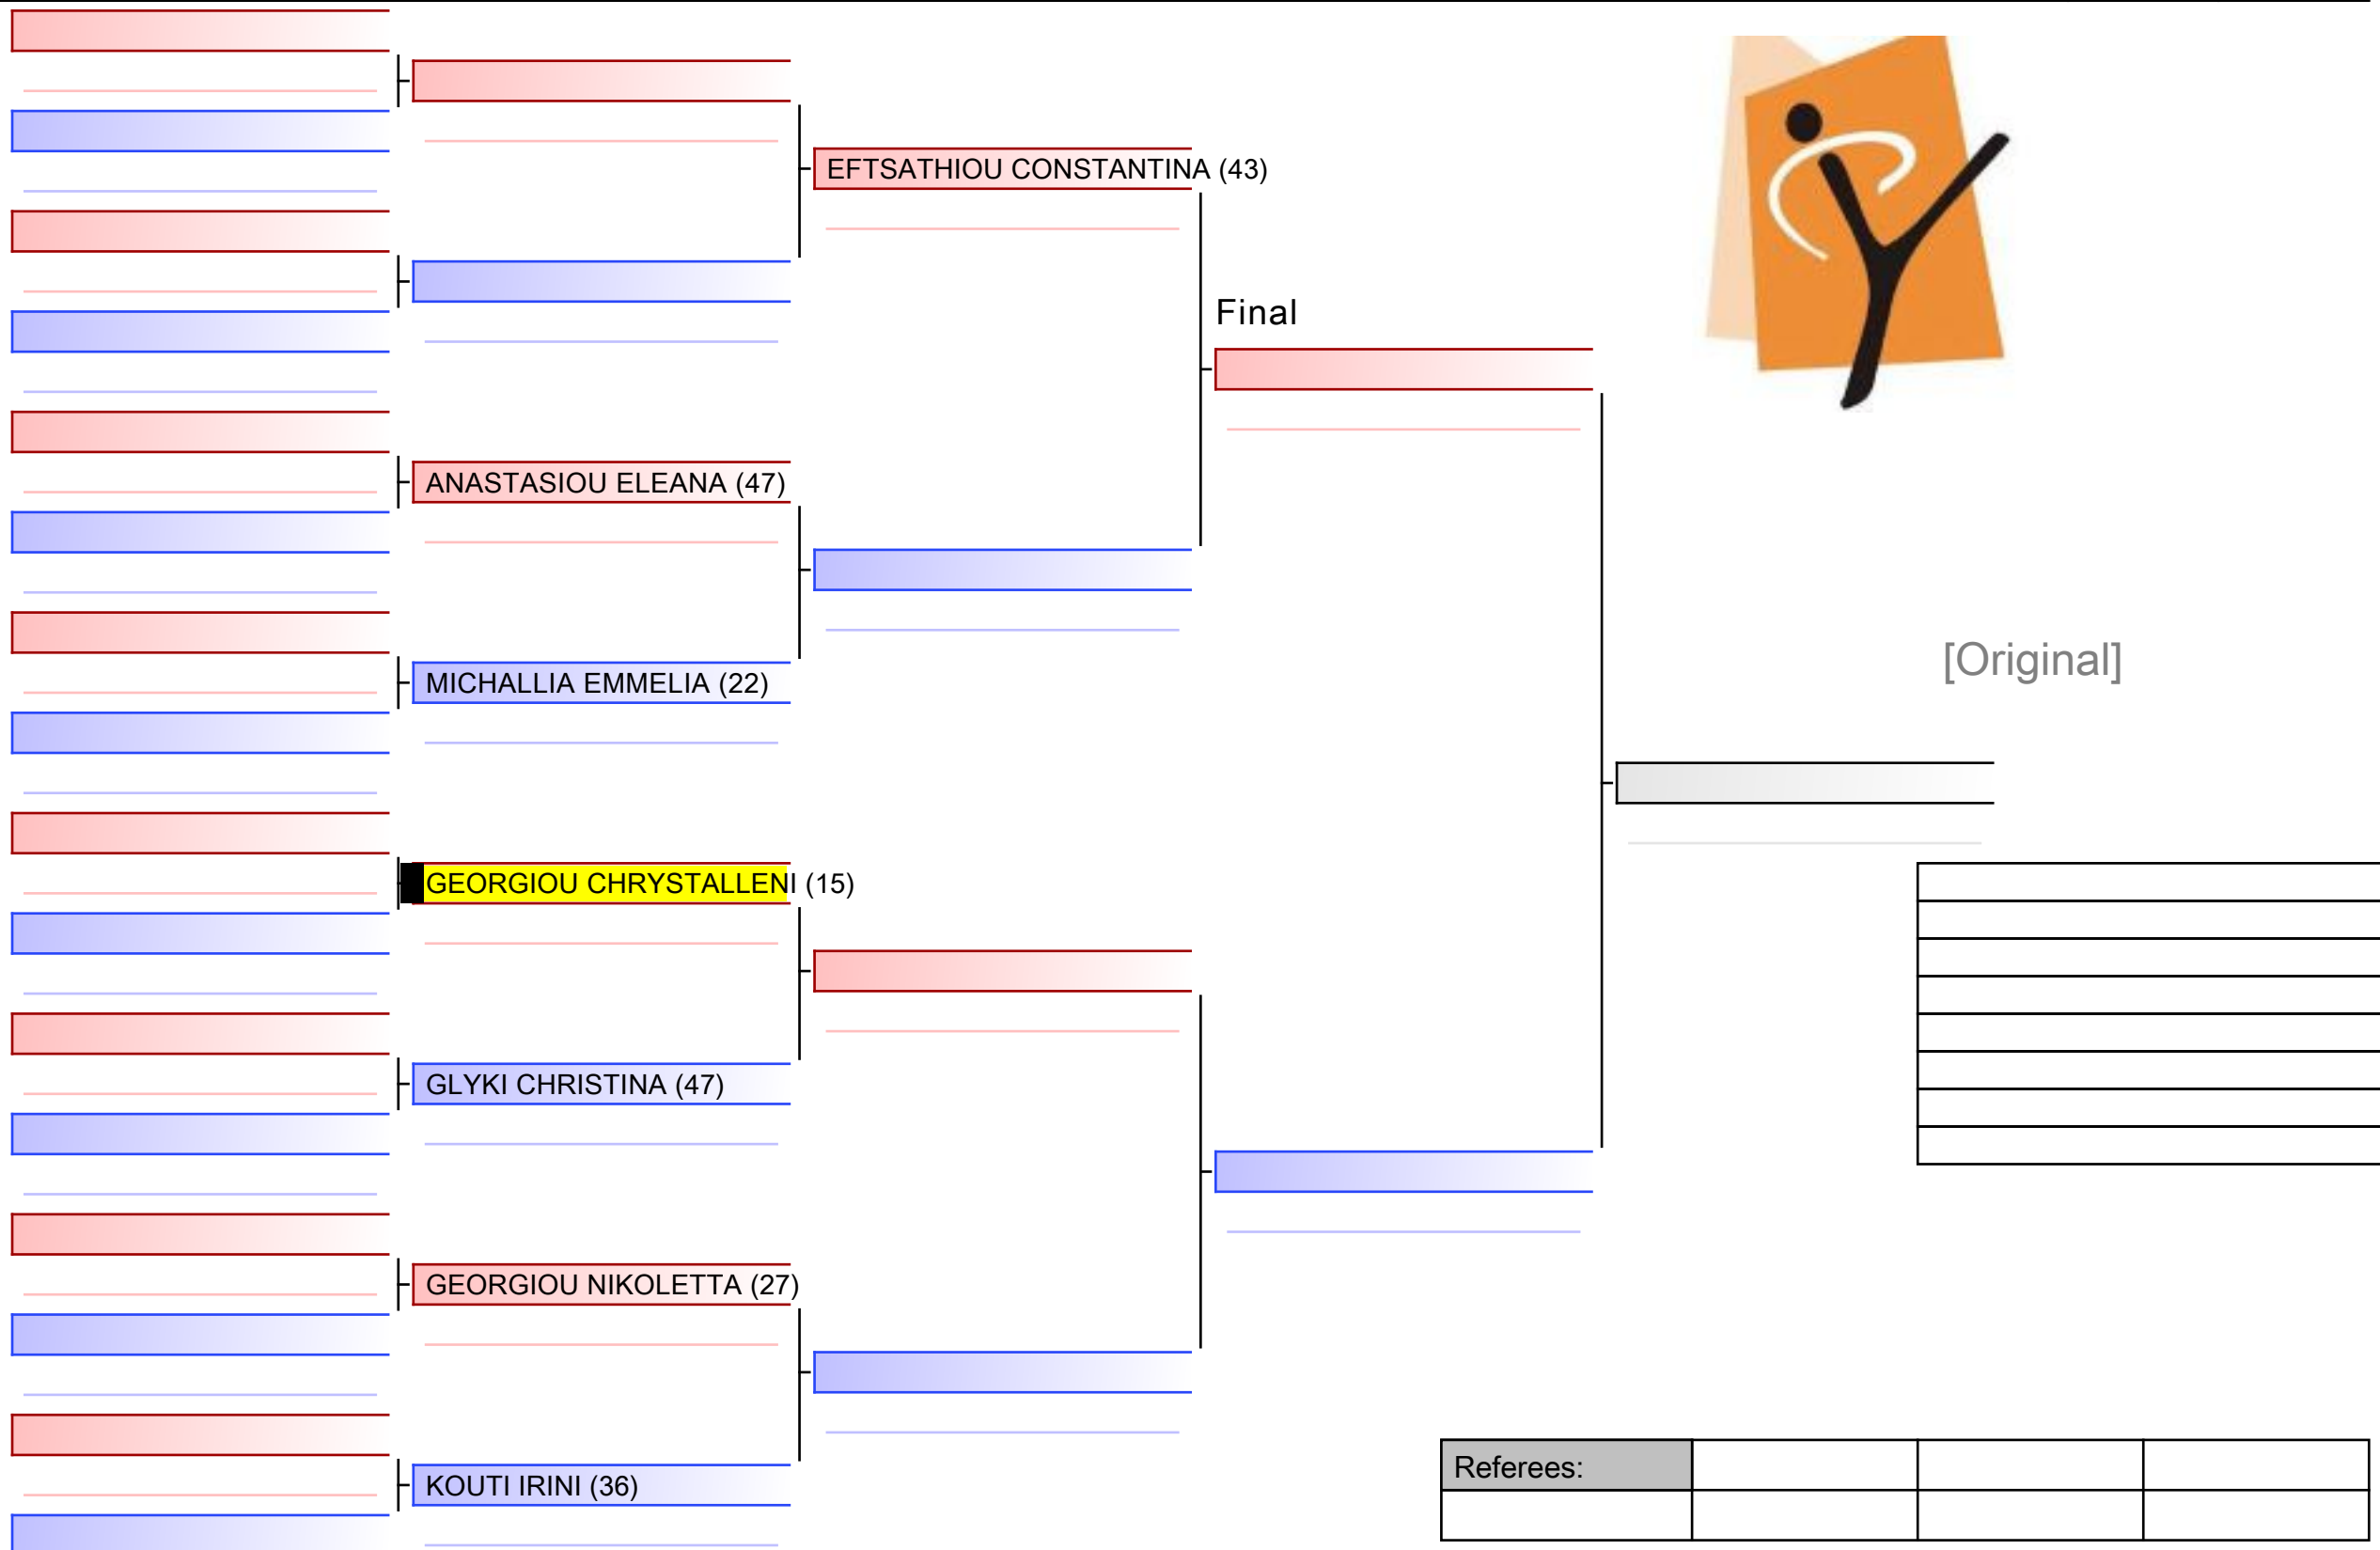 EFTSATHIOU CONSTANTINA (43)
Final
ANASTASIOU ELEANA (47)
[Original]
MICHALLIA EMMELIA (22)
GEORGIOU CHRYSTALLENI (15)
GLYKI CHRISTINA (47)
GEORGIOU NIKOLETTA (27)
Referees:
KOUTI IRINI (36)